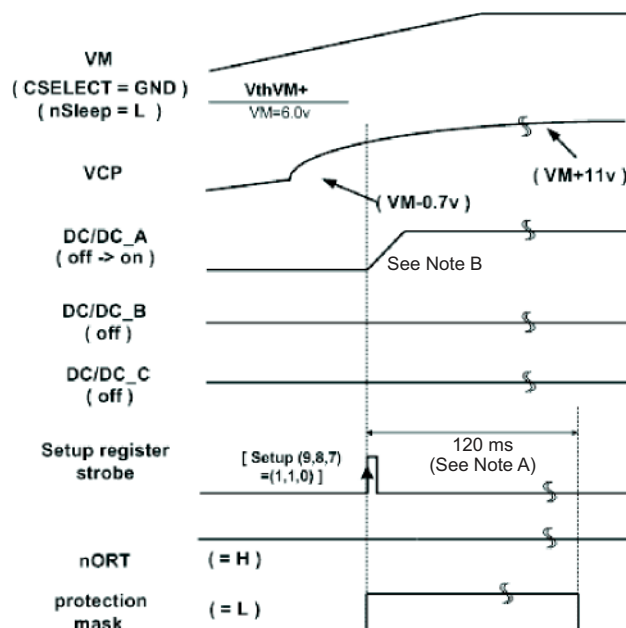 VM
( CSELECT = GND )
( nSleep = L )
VthVM+
VM=6.0v
VCP
( VM-0.7v )
( VM+11v )
DC/DC_A
( off -> on )
See Note B
DC/DC_B
( off )
DC/DC_C
( off )
Setup register
strobe
[ Setup (9,8,7)
=(1,1,0) ]
120 ms
(See Note A)
nORT
( = H )
protection
mask
( = L )